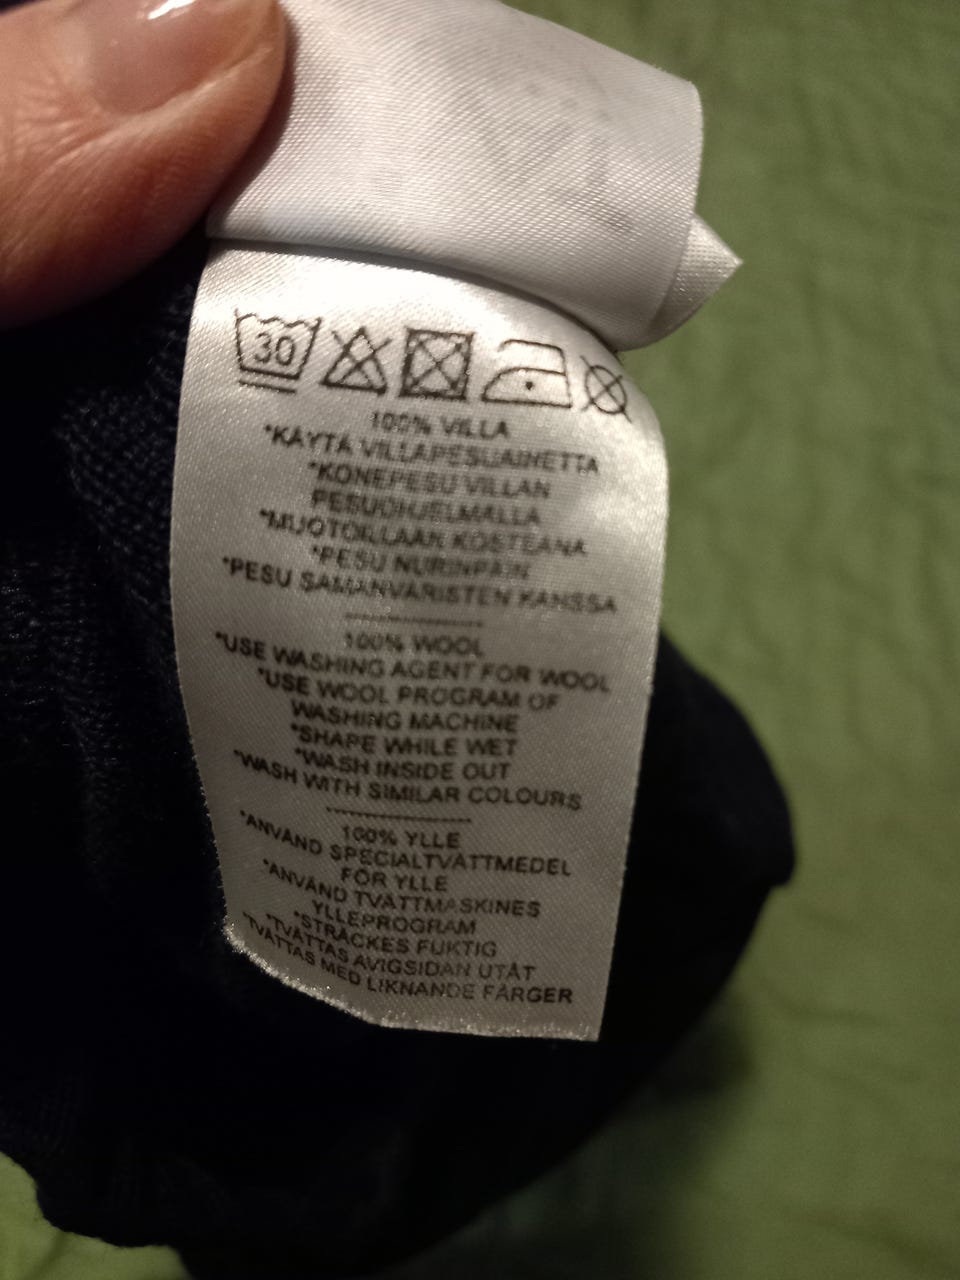 30
100% VILLA
*KÄYTÄ VILLAPESUAINETTA
*KONEPESU VILLAN
PESUOHJELMALLA
*MUOTOILLAAN KOSTEANA
*PESU NURINPÄIN
*PESU SAMANVÄRISTEN KANSSA
------------------
100% WOOL
*USE WASHING AGENT FOR WOOL
*USE WOOL PROGRAM OF
WASHING MACHINE
*SHAPE WHILE WET
*WASH INSIDE OUT
*WASH WITH SIMILAR COLOURS
------------------
100% YLLE
*ANVÄND SPECIALTVÄTTMEDEL
FÖR YLLE
*ANVÄND TVÄTTMASKINES
YLLEPROGRAM
*STRÄCKES FUKTIG
*TVÄTTAS AVIGSIDAN UTÅT
*TVÄTTAS MED LIKNANDE FÄRGER